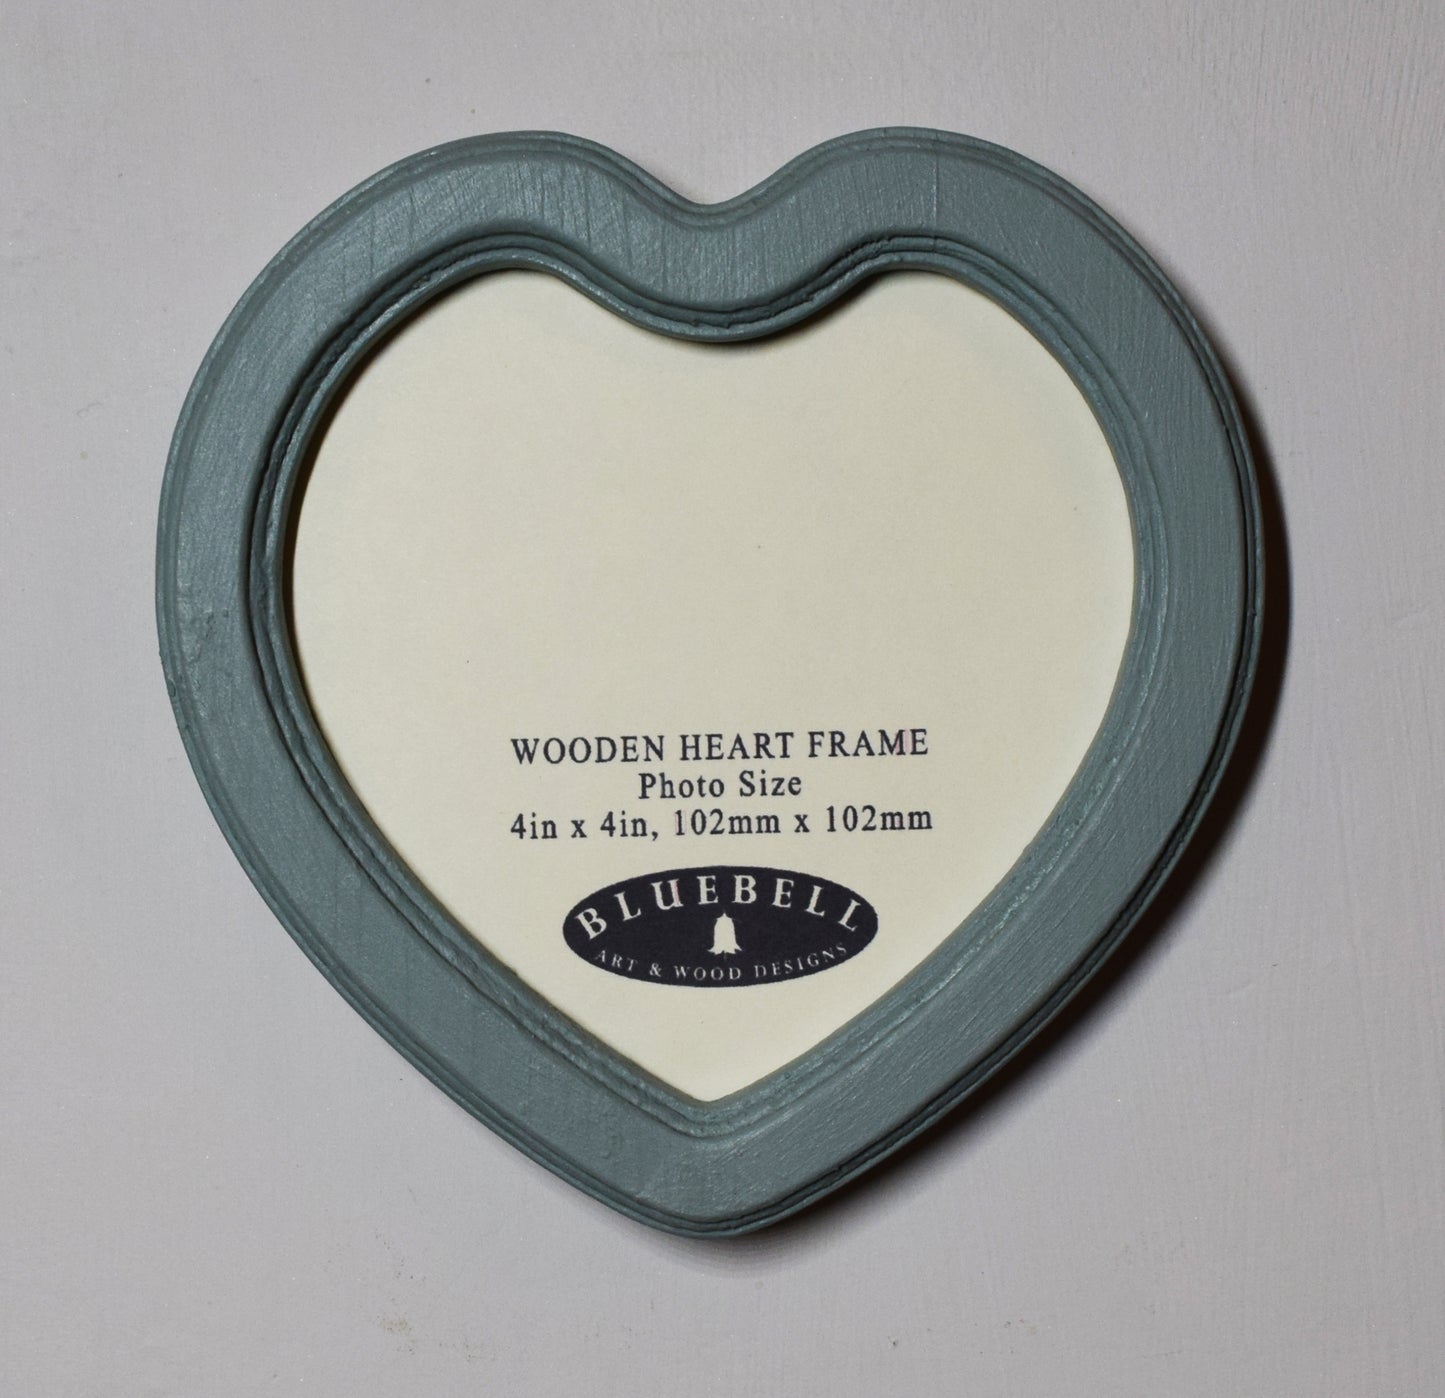 WOODEN HEART FRAME
Photo Size
4in x 4in, 102mm x 102mm
BLUEBELL
ART & WOOD DESIGNS